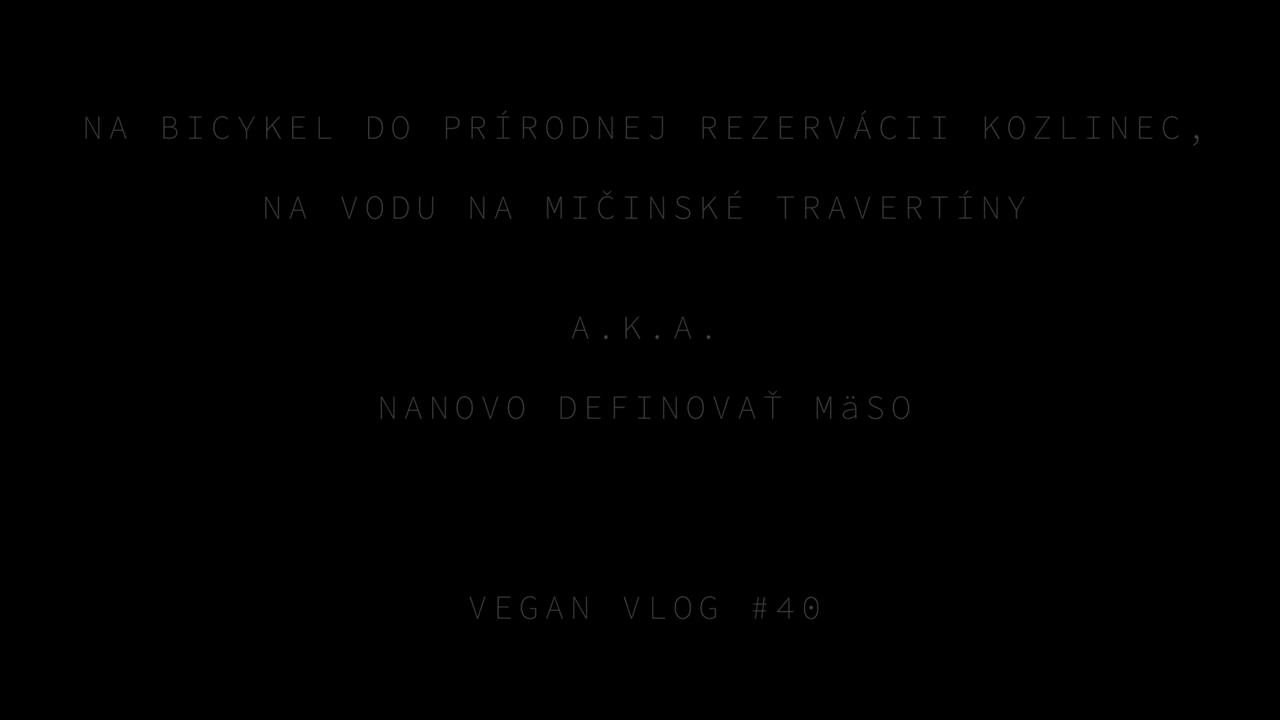 NA BICYKEL DO PRÍRODNEJ REZERVÁCII KOZLINEC,
NA VODU NA MIČINSKÉ TRAVERTÍNY
A.K.A.
NANOVO DEFINOVAŤ MäSO
VEGAN VLOG #40